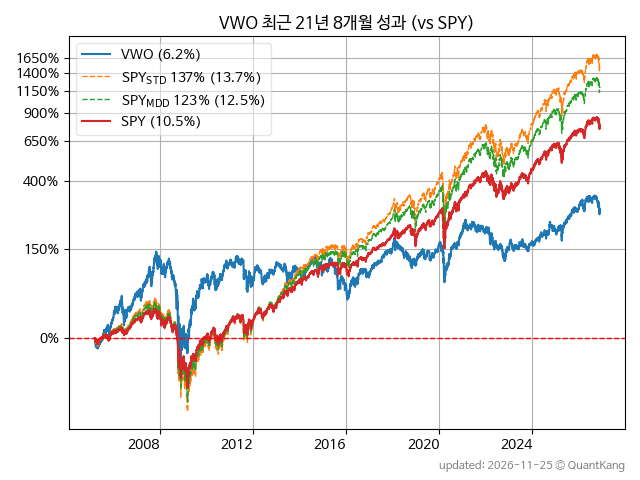 VWO 최근 21년 8개월 성과 (vs SPY)
VWO (6.2%)
SPY_STD 137% (13.7%)
SPY_MDD 123% (12.5%)
SPY (10.5%)
1650%
1400%
1150%
900%
650%
400%
150%
0%
2008 2012 2016 2020 2024
updated: 2026-11-25 © QuantKang